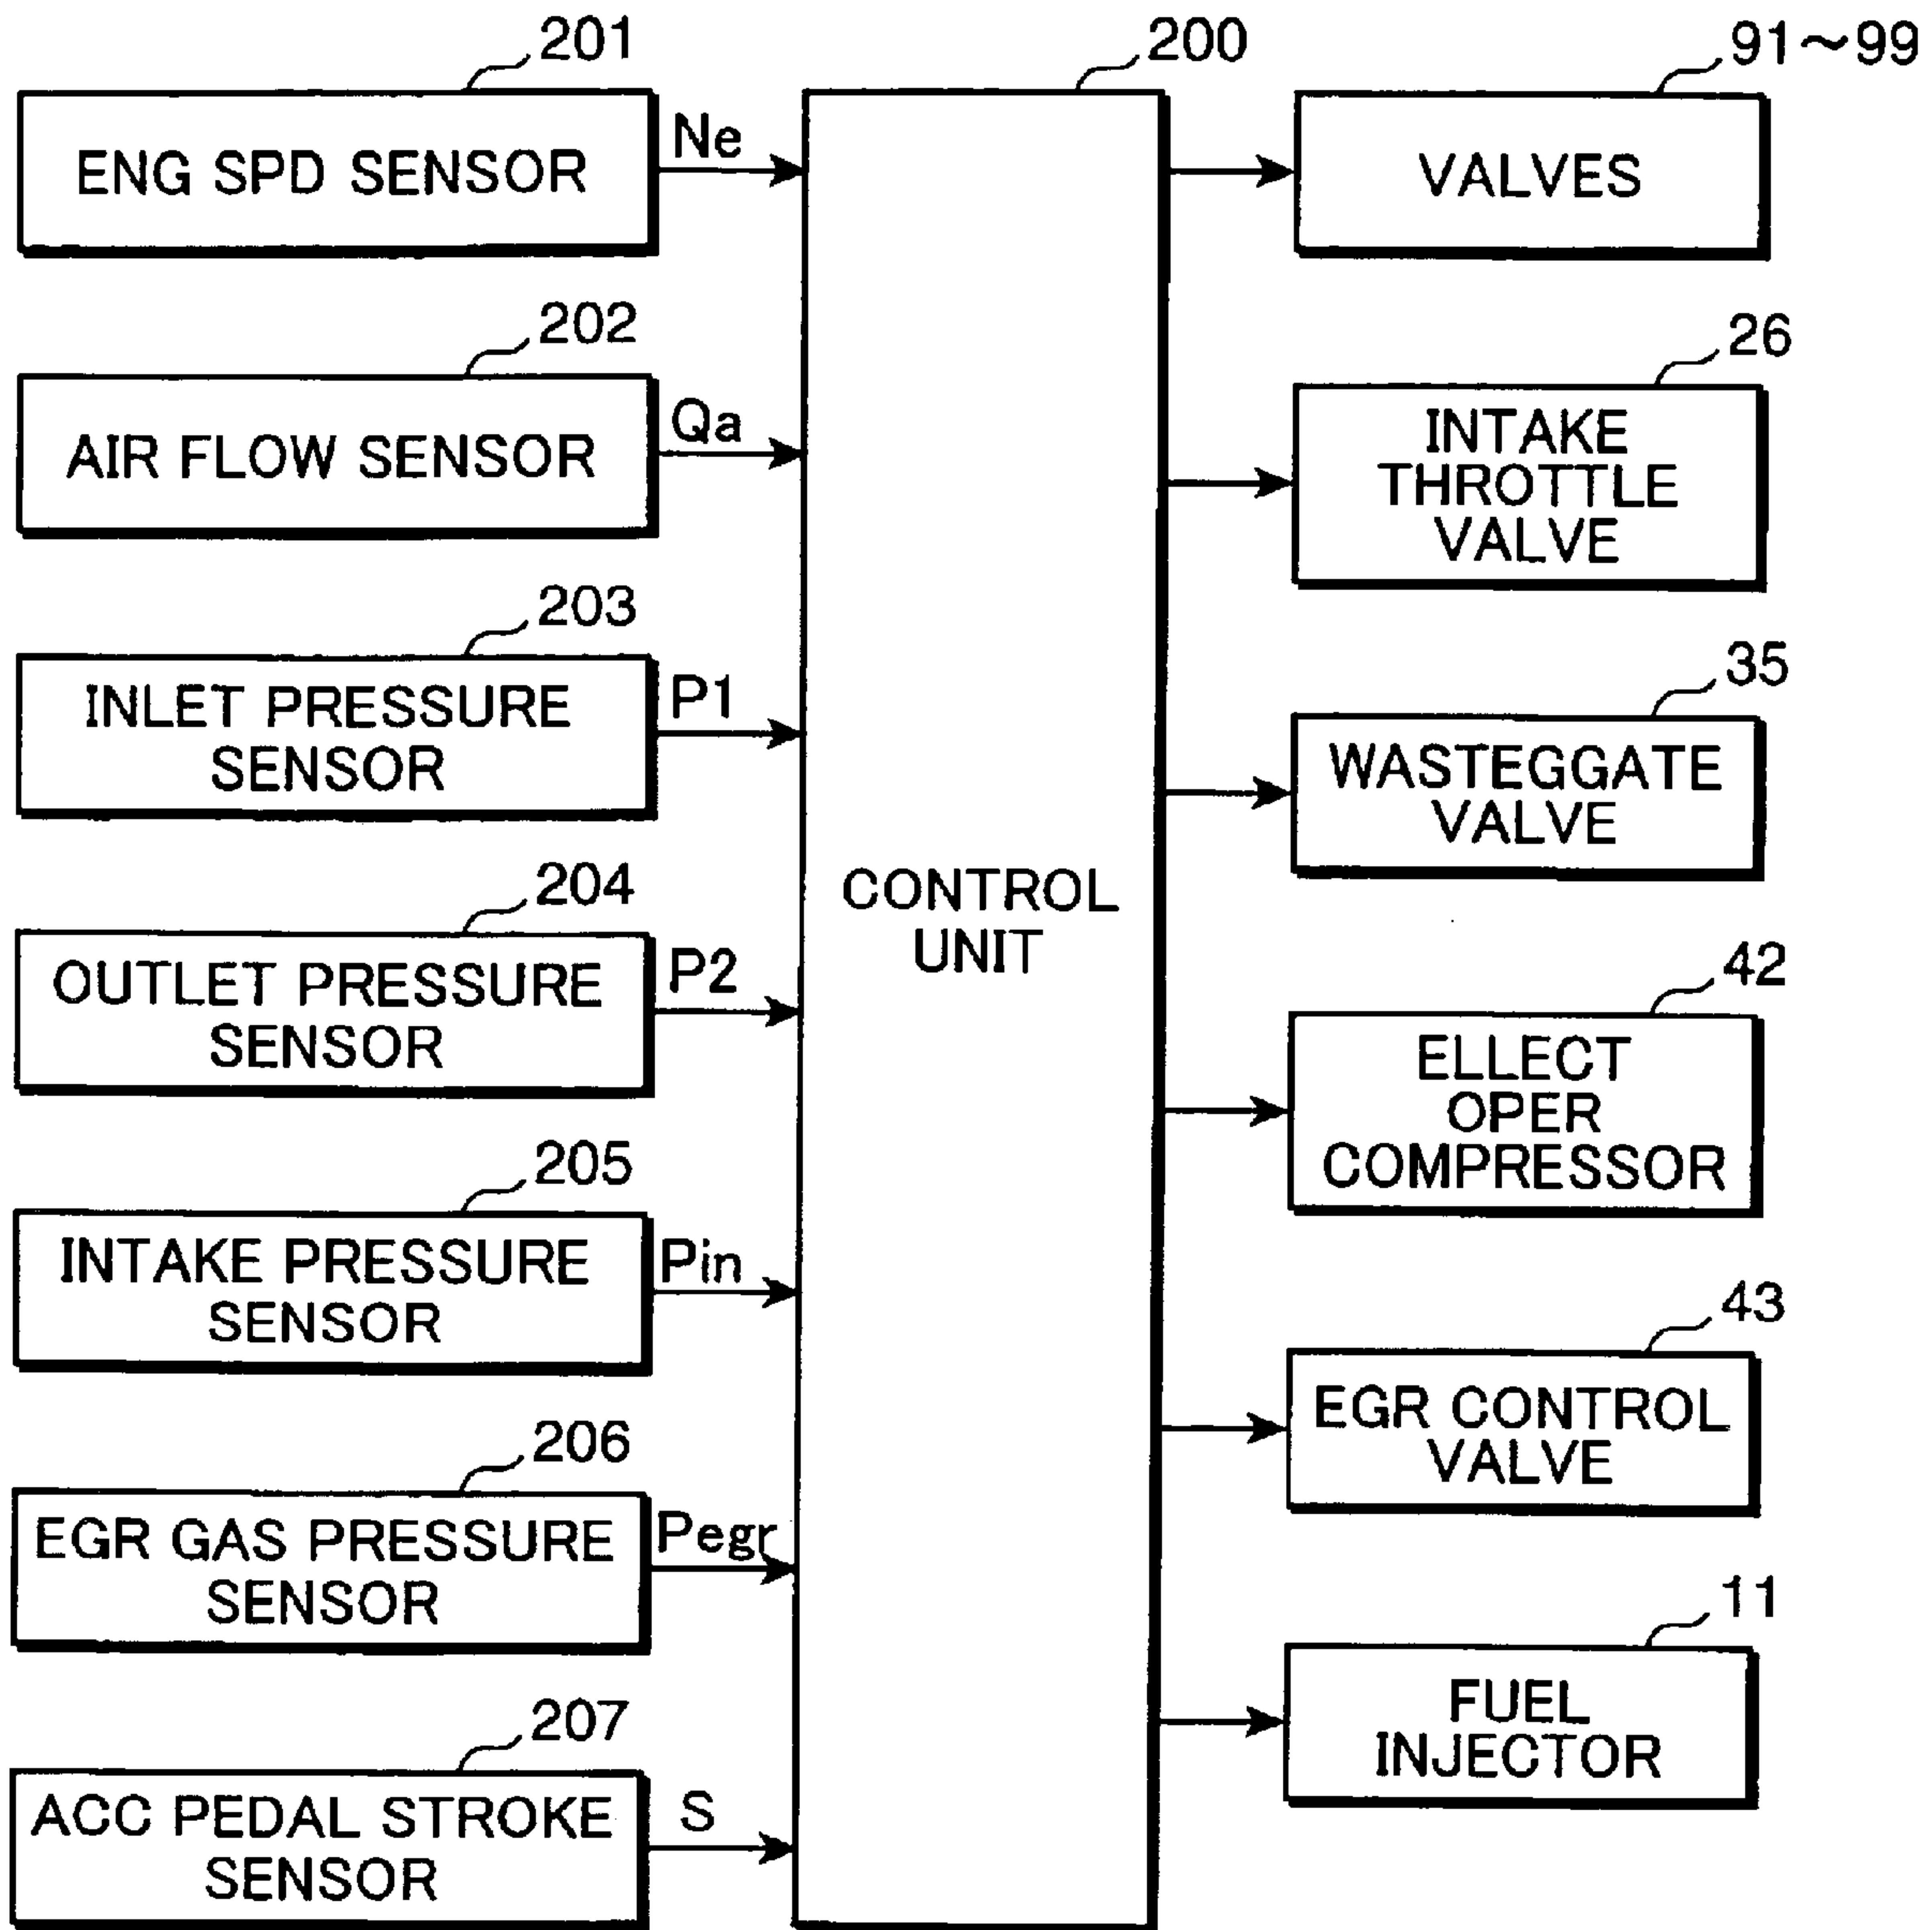 201
ENG SPD SENSOR
Ne
202
AIR FLOW SENSOR
Qa
203
INLET PRESSURE
SENSOR
P1
204
OUTLET PRESSURE
SENSOR
P2
205
INTAKE PRESSURE
SENSOR
Pin
206
EGR GAS PRESSURE
SENSOR
Pegr
207
ACC PEDAL STROKE
SENSOR
S
200
CONTROL
UNIT
91~99
VALVES
26
INTAKE
THROTTLE
VALVE
35
WASTEGGATE
VALVE
42
ELLECT
OPER
COMPRESSOR
43
EGR CONTROL
VALVE
11
FUEL
INJECTOR